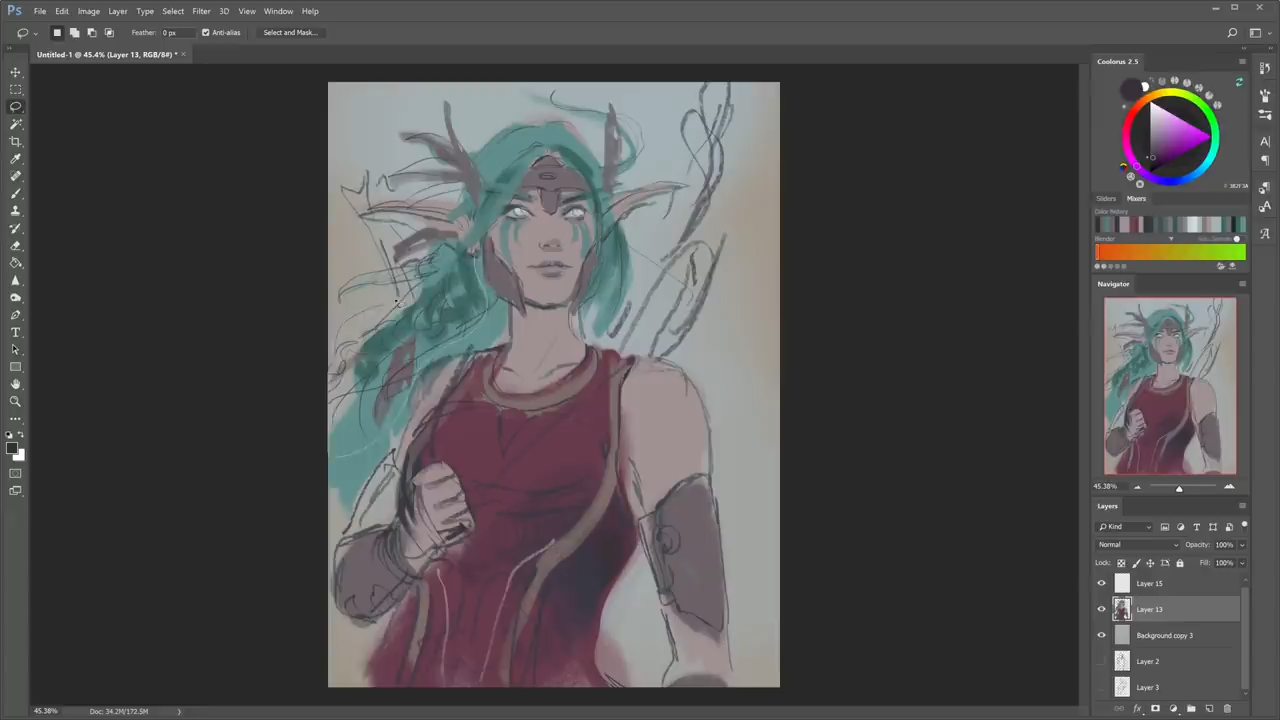 Ps File Edit Image Layer Type Select Filter 3D View Window Help
Feather: 0 px Anti-alias Select and Mask...
Untitled-1 @ 45.4% (Layer 13, RGB/8#) * ×
Coolorus 2.5
Sliders Mixers
Color History
Blender
Navigator
45.38%
Layers
Kind
Normal Opacity: 100%
Lock: Fill: 100%
Layer 15
Layer 13
Background copy 3
Layer 2
Layer 3
45.38% Doc: 34.2M/172.5M